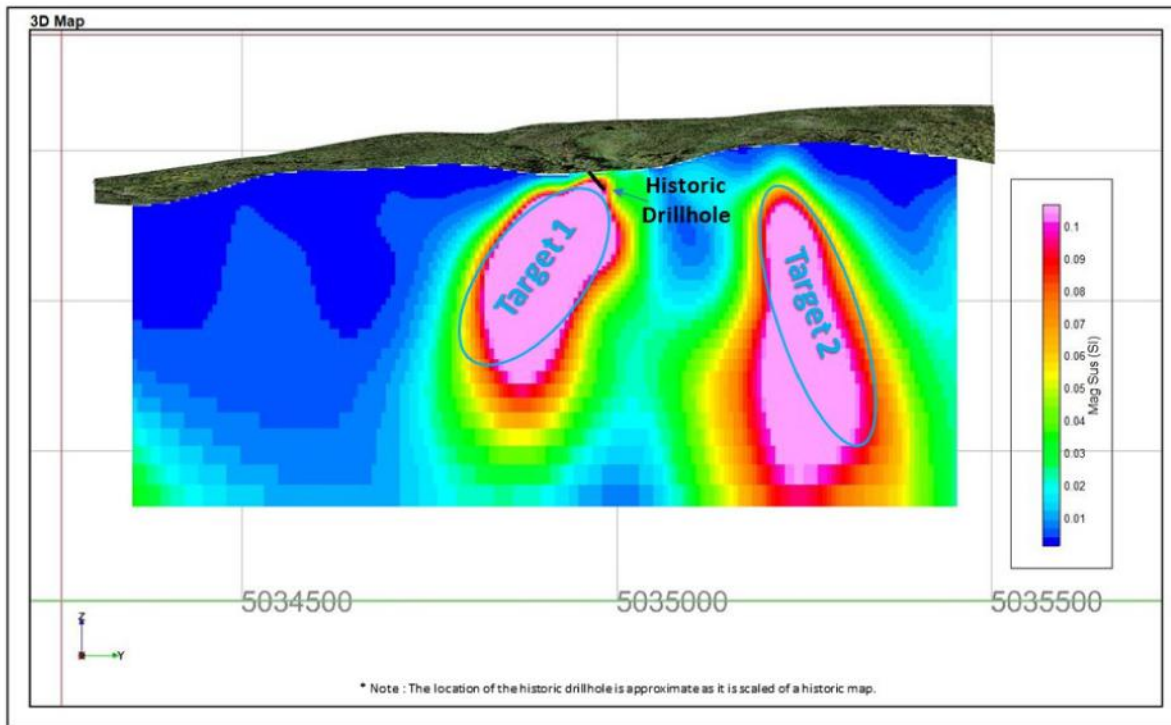 3D Map
Historic
Drillhole
Target 1
Target 2
0.1
0.09
0.08
0.07
0.06
0.05
0.04
0.03
0.02
0.01
Mag Sus (SI)
5034500
5035000
5035500
Z
Y
* Note : The location of the historic drillhole is approximate as it is scaled of a historic map.